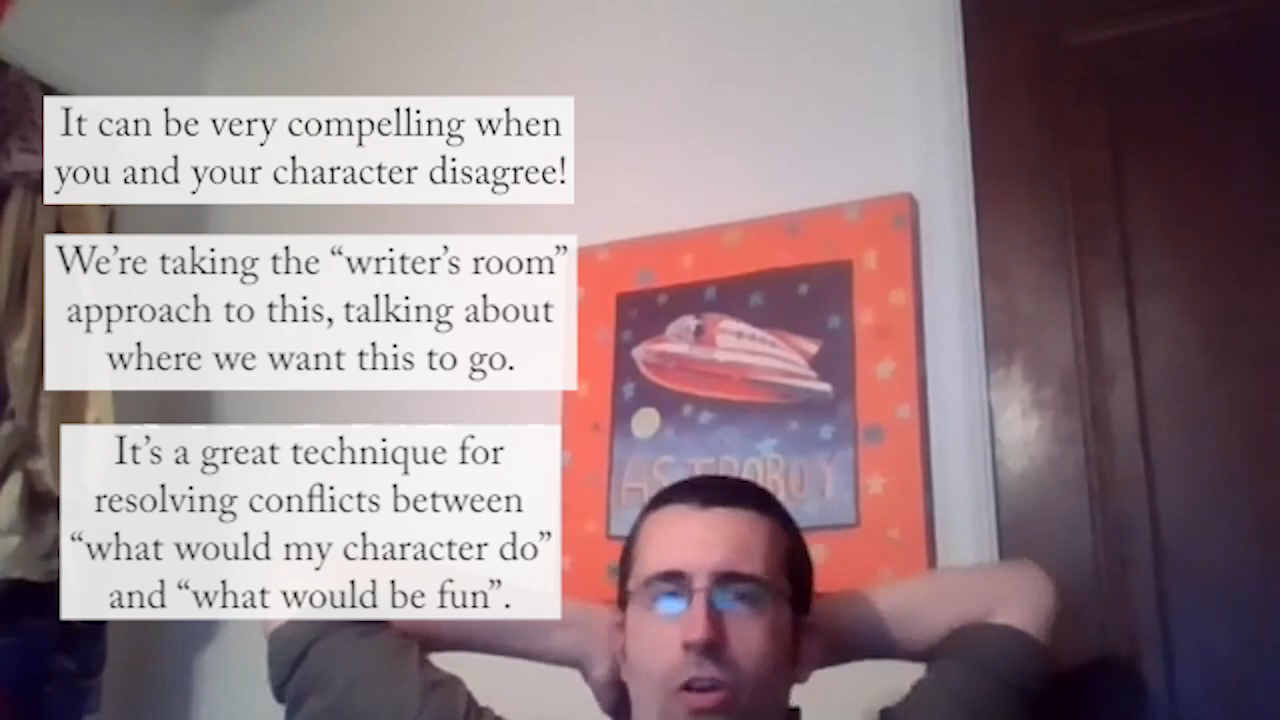 It can be very compelling when
you and your character disagree!
We’re taking the “writer’s room”
approach to this, talking about
where we want this to go.
It’s a great technique for
resolving conflicts between
“what would my character do”
and “what would be fun”.
ASTROBOY